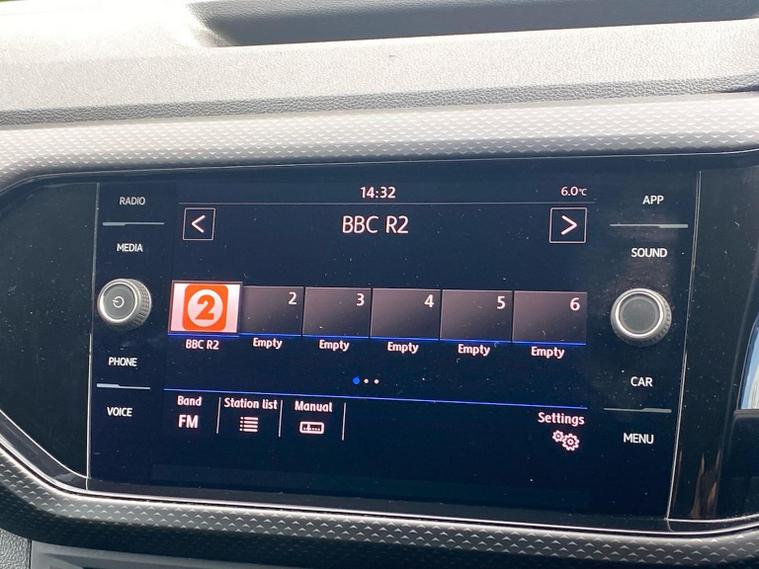 RADIO
14:32
6.0°C
APP
MEDIA
BBC R2
SOUND
2
2
3
4
5
6
BBC R2
Empty
Empty
Empty
Empty
Empty
PHONE
CAR
VOICE
Band
FM
Station list
Manual
Settings
MENU